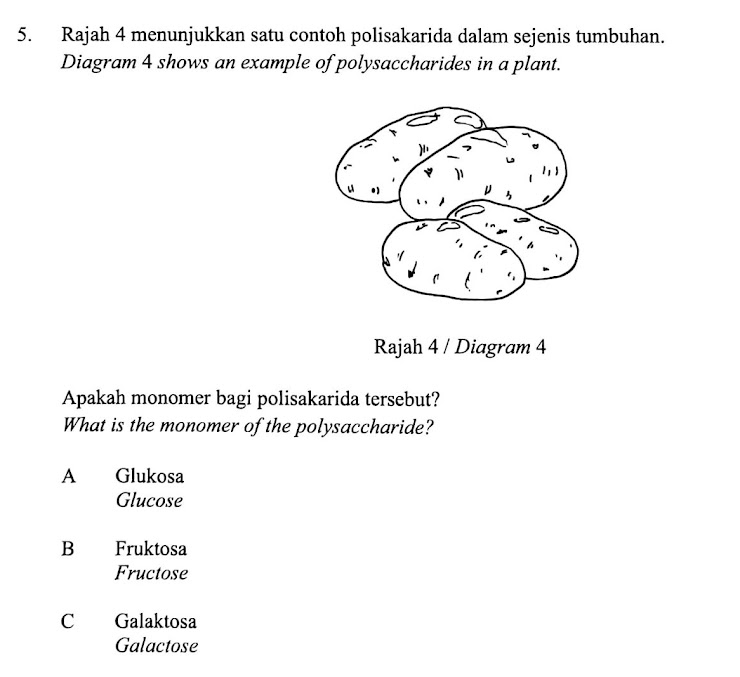 5. Rajah 4 menunjukkan satu contoh polisakarida dalam sejenis tumbuhan.
Diagram 4 shows an example of polysaccharides in a plant.
Rajah 4 / Diagram 4
Apakah monomer bagi polisakarida tersebut?
What is the monomer of the polysaccharide?
A Glukosa
Glucose
B Fruktosa
Fructose
C Galaktosa
Galactose